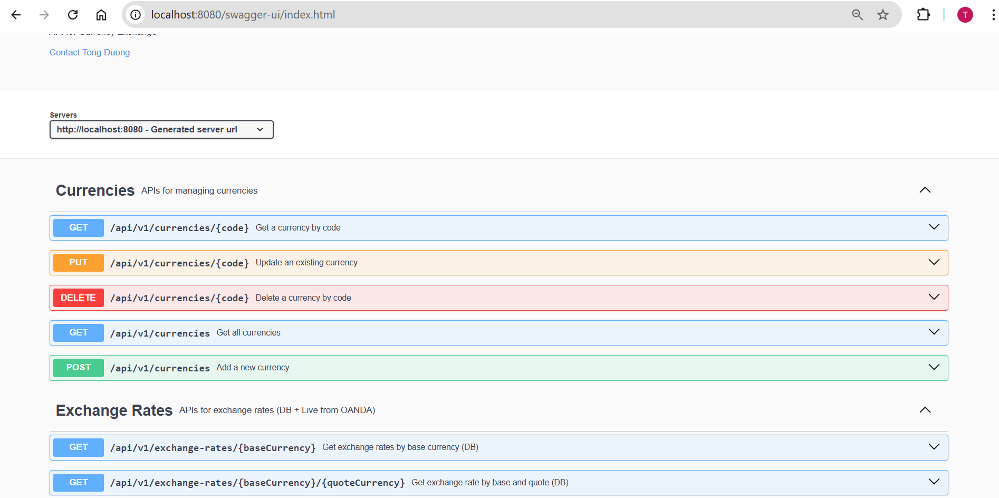 localhost:8080/swagger-ui/index.html
T
API for Currency Exchange
Contact Tong Duong
Servers
http://localhost:8080 - Generated server url
Currencies APIs for managing currencies
GET /api/v1/currencies/{code} Get a currency by code
PUT /api/v1/currencies/{code} Update an existing currency
DELETE /api/v1/currencies/{code} Delete a currency by code
GET /api/v1/currencies Get all currencies
POST /api/v1/currencies Add a new currency
Exchange Rates APIs for exchange rates (DB + Live from OANDA)
GET /api/v1/exchange-rates/{baseCurrency} Get exchange rates by base currency (DB)
GET /api/v1/exchange-rates/{baseCurrency}/{quoteCurrency} Get exchange rate by base and quote (DB)